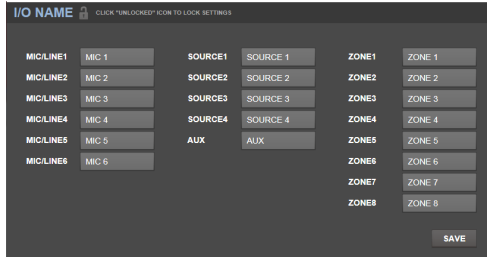 I/O NAME CLICK "UNLOCKED" ICON TO LOCK SETTINGS
MIC/LINE1 MIC 1 SOURCE1 SOURCE 1 ZONE1 ZONE 1
MIC/LINE2 MIC 2 SOURCE2 SOURCE 2 ZONE2 ZONE 2
MIC/LINE3 MIC 3 SOURCE3 SOURCE 3 ZONE3 ZONE 3
MIC/LINE4 MIC 4 SOURCE4 SOURCE 4 ZONE4 ZONE 4
MIC/LINE5 MIC 5 AUX AUX ZONE5 ZONE 5
MIC/LINE6 MIC 6 ZONE6 ZONE 6
ZONE7 ZONE 7
ZONE8 ZONE 8
SAVE